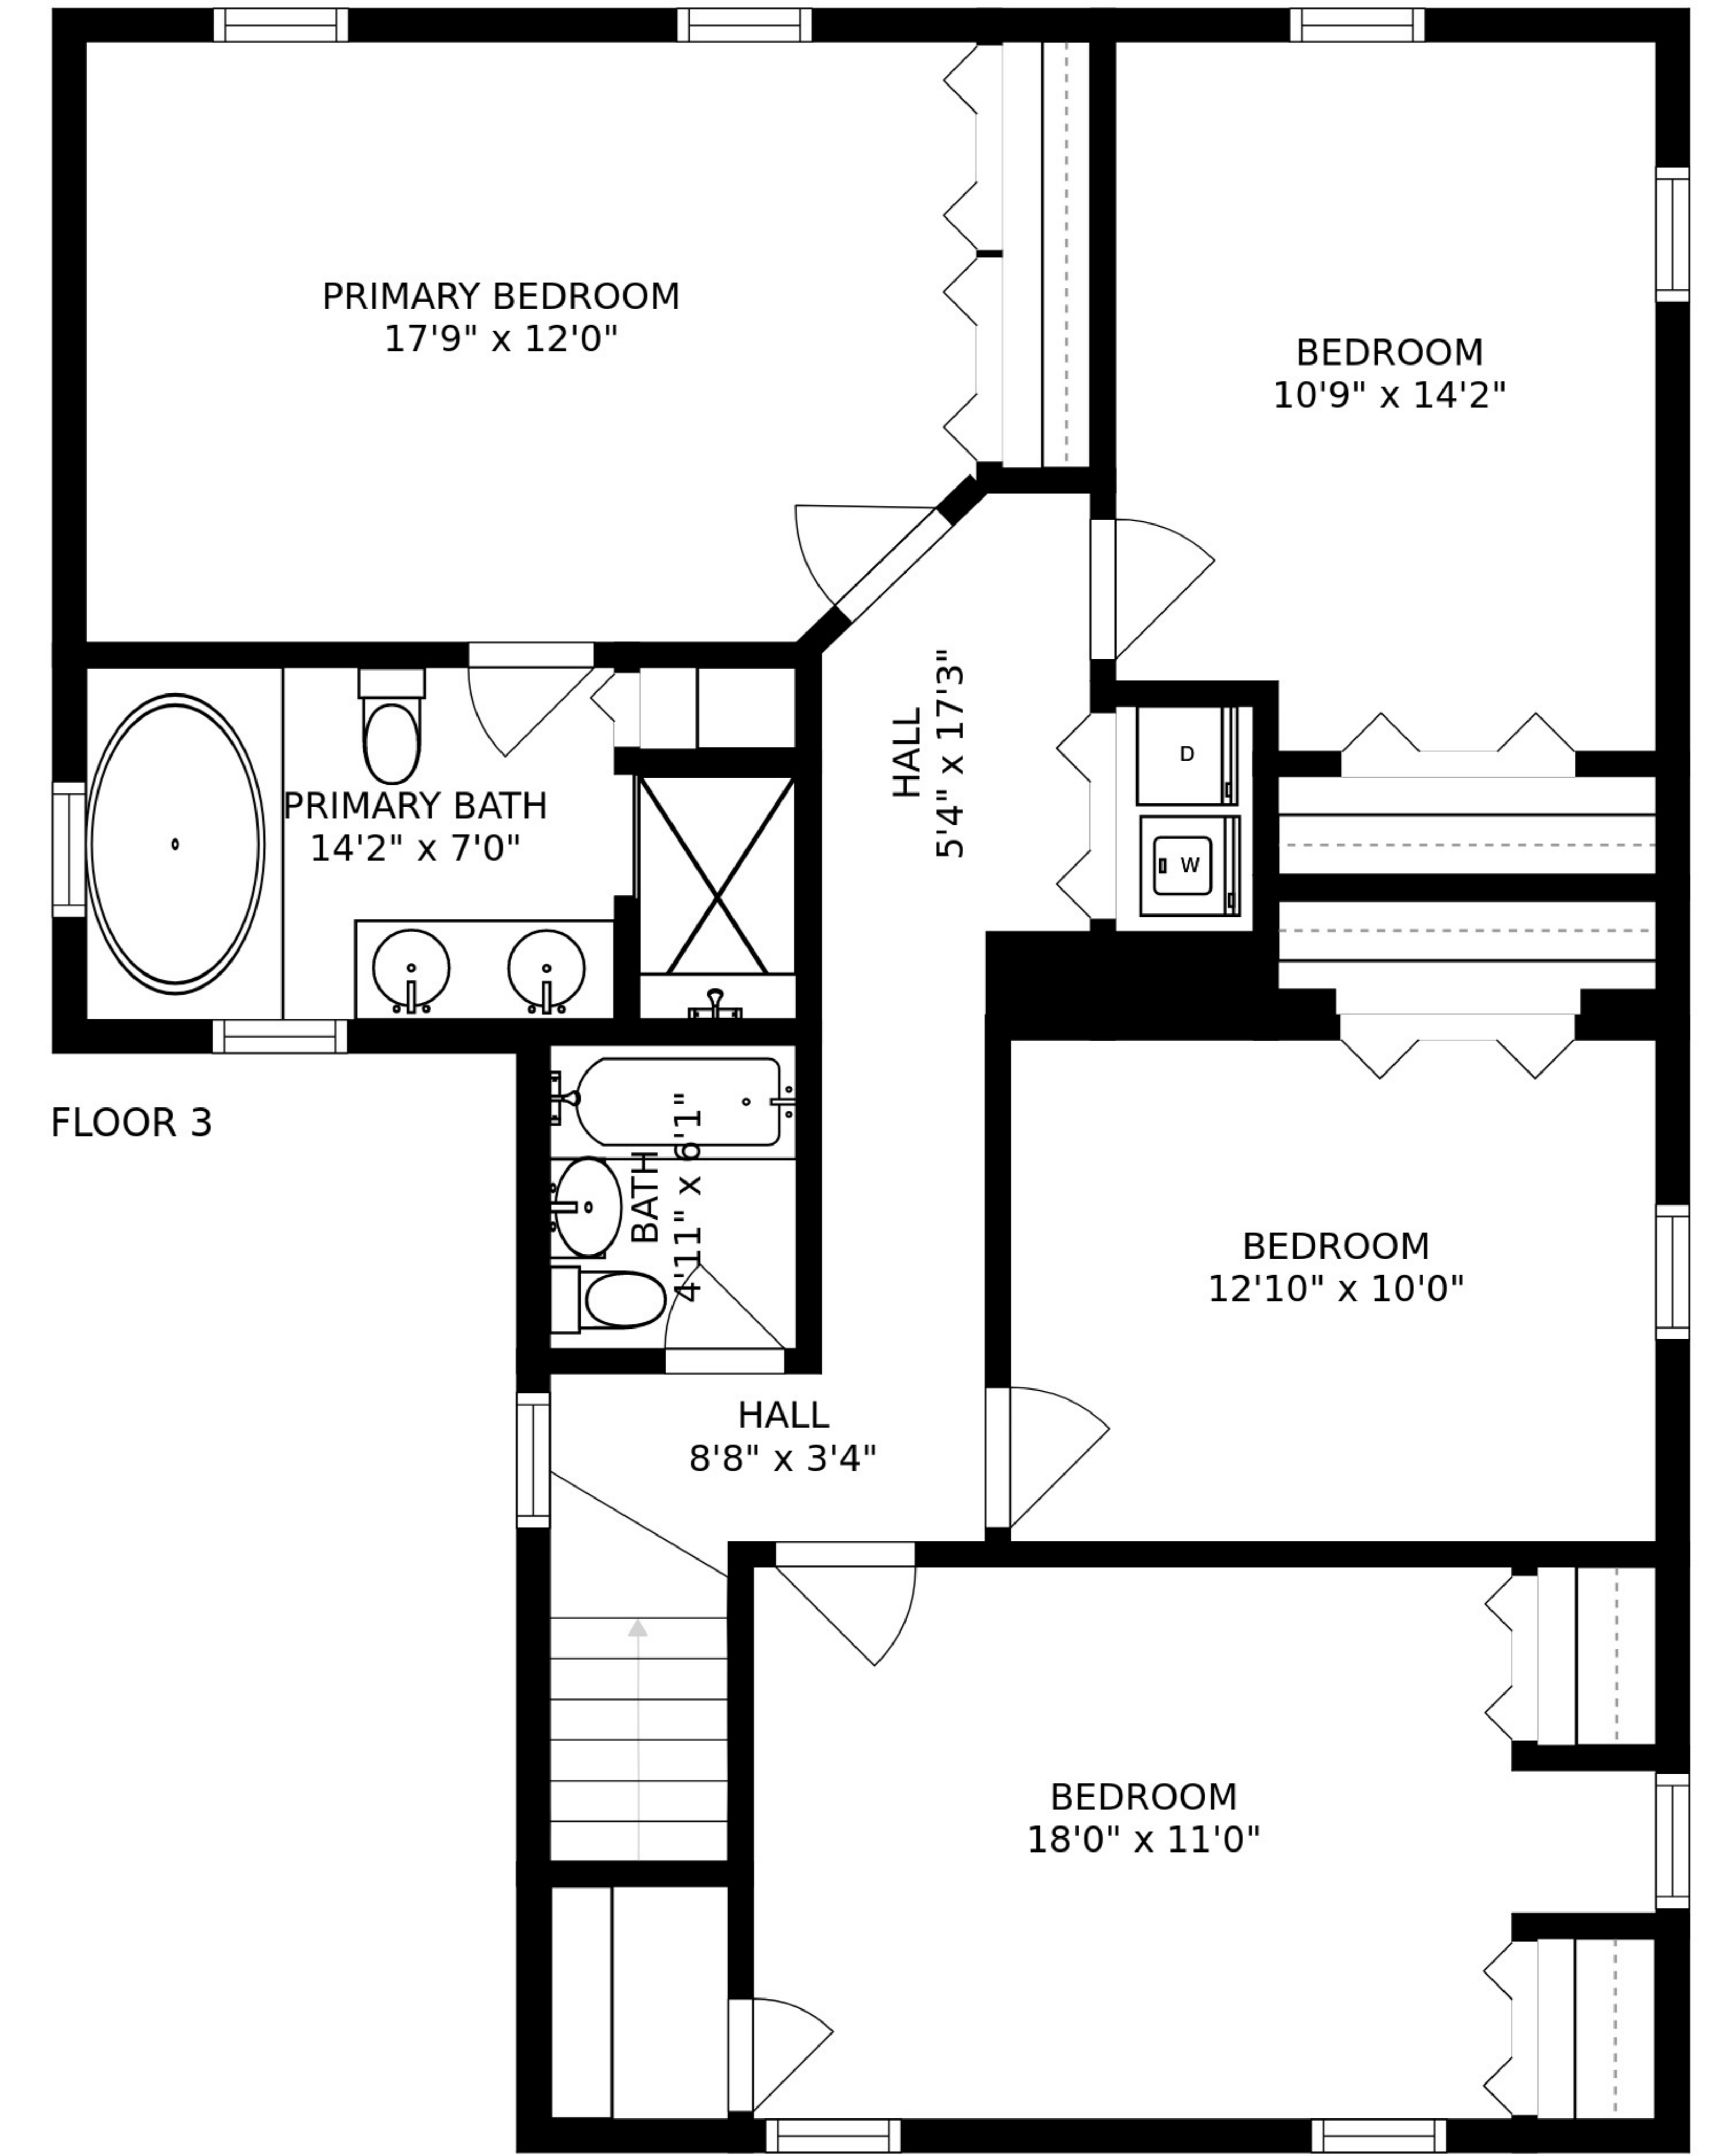 PRIMARY BEDROOM
17'9" x 12'0"
BEDROOM
10'9" x 14'2"
HALL
5'4" x 17'3"
D
W
PRIMARY BATH
14'2" x 7'0"
FLOOR 3
BATH
4'11" x 6'1"
BEDROOM
12'10" x 10'0"
HALL
8'8" x 3'4"
BEDROOM
18'0" x 11'0"